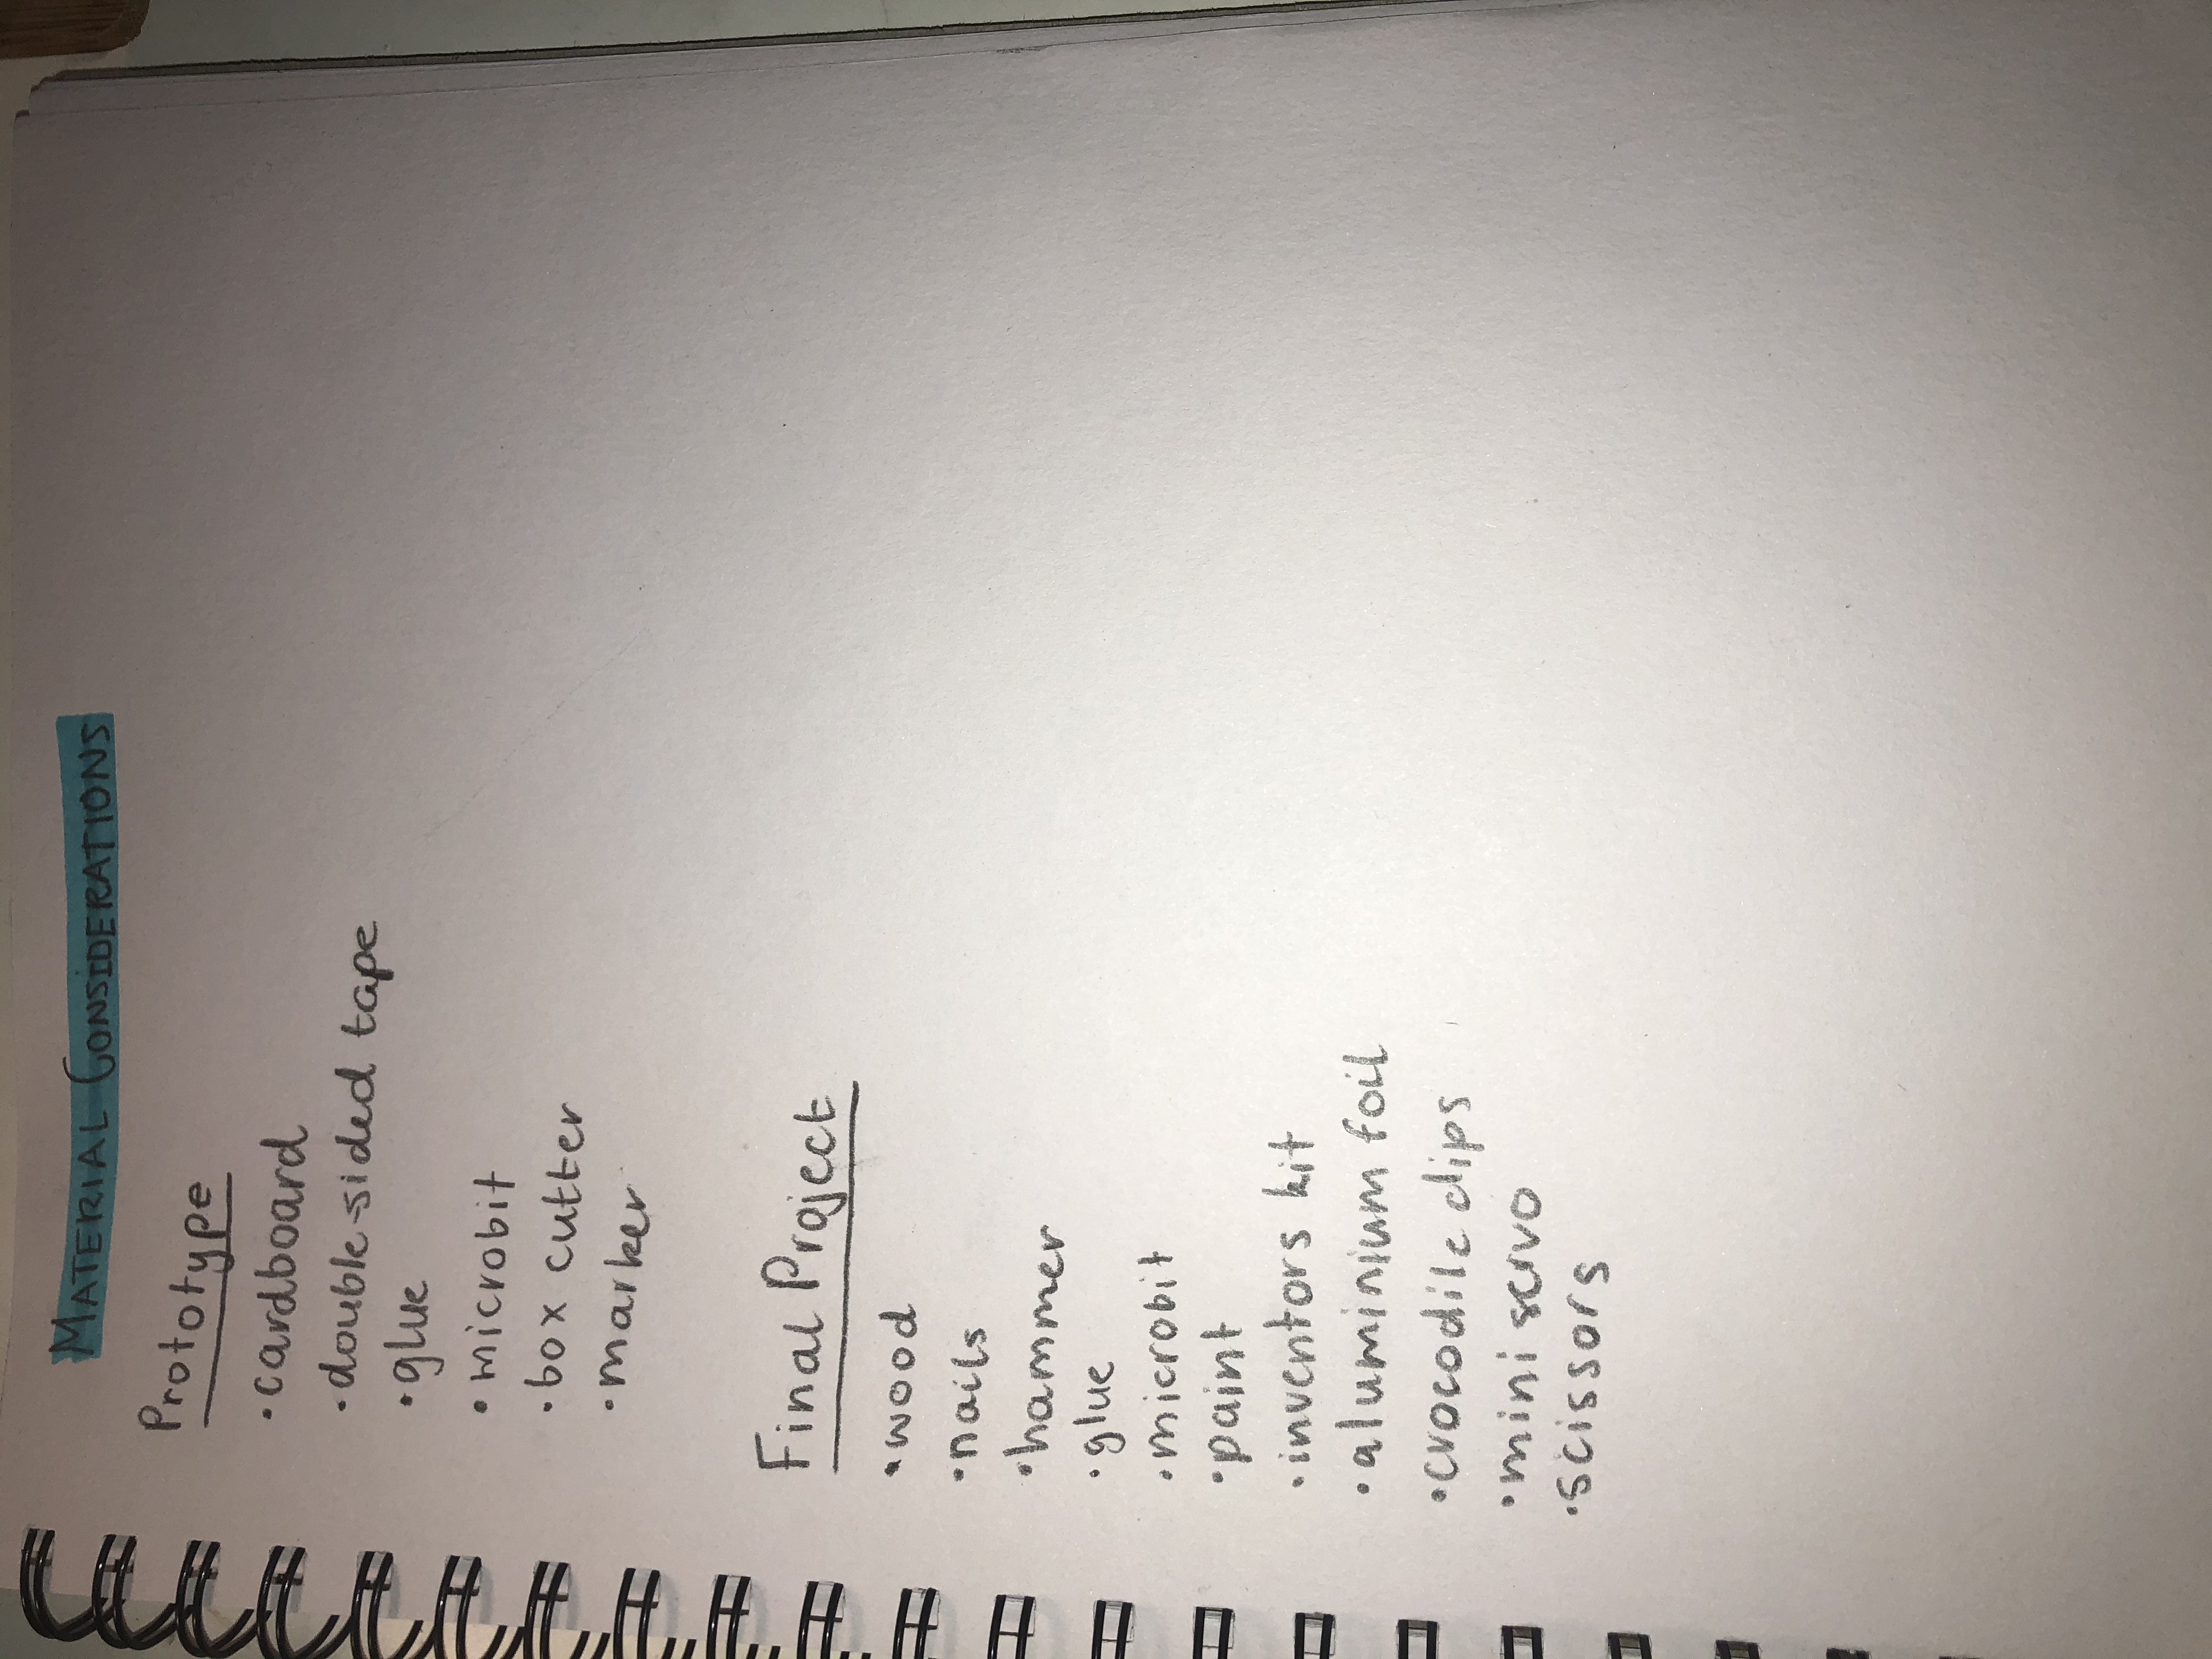 MATERIAL CONSIDERATIONS
Prototype
• cardboard
• double-sided tape
• glue
• microbit
• box cutter
• marker
Final Project
• wood
• nails
• hammer
• glue
• microbit
• paint
• inventors kit
• aluminium foil
• crocodile clips
• mini servo
• scissors